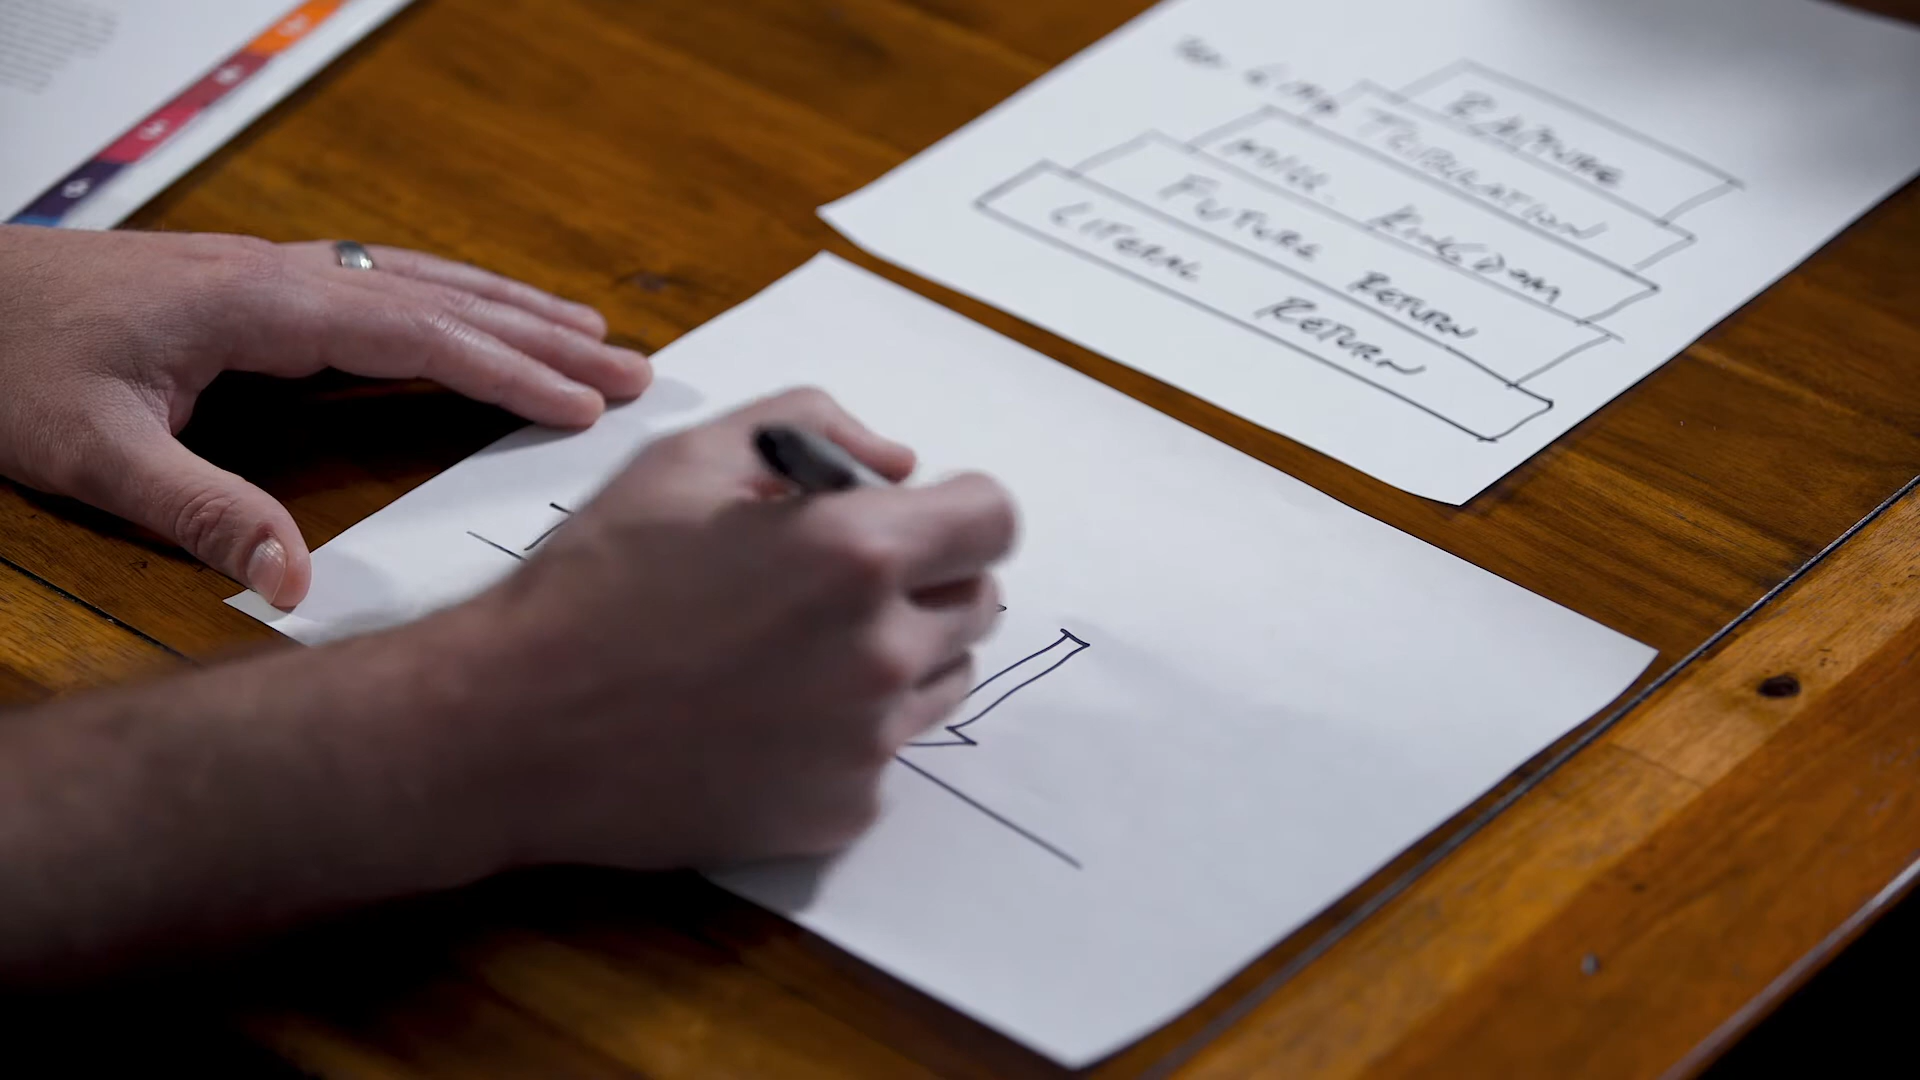 RAPTURE
TRIBULATION
MILL. KINGDOM
FUTURE RETURN
LITERAL RETURN